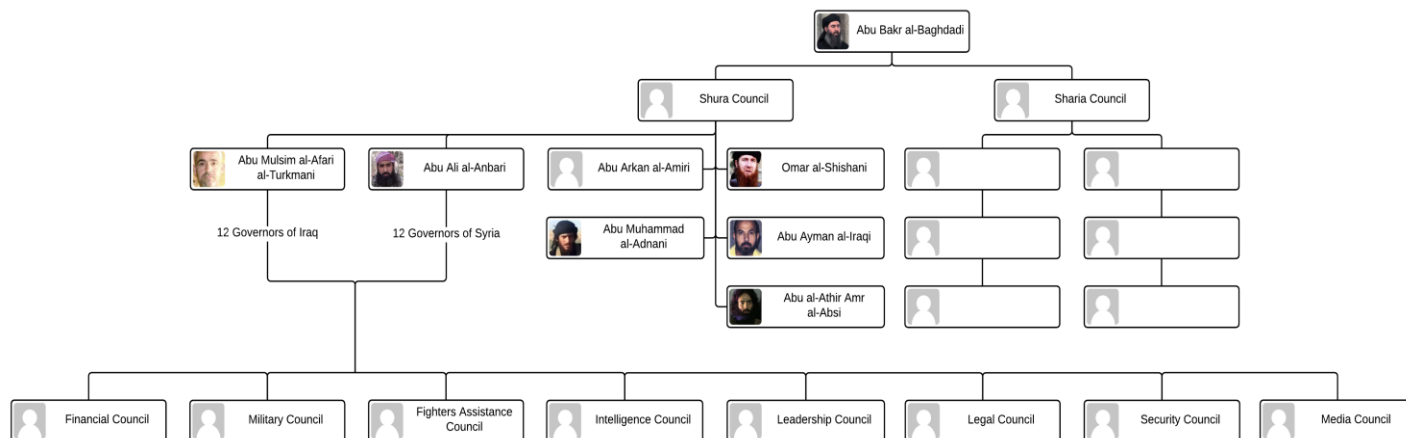 Abu Bakr al-Baghdadi
Shura Council
Sharia Council
Abu Mulsim al-Afari
al-Turkmani
Abu Ali al-Anbari
Abu Arkan al-Amiri
Omar al-Shishani
12 Governors of Iraq
12 Governors of Syria
Abu Muhammad
al-Adnani
Abu Ayman al-Iraqi
Abu al-Athir Amr
al-Absi
Financial Council
Military Council
Fighters Assistance
Council
Intelligence Council
Leadership Council
Legal Council
Security Council
Media Council